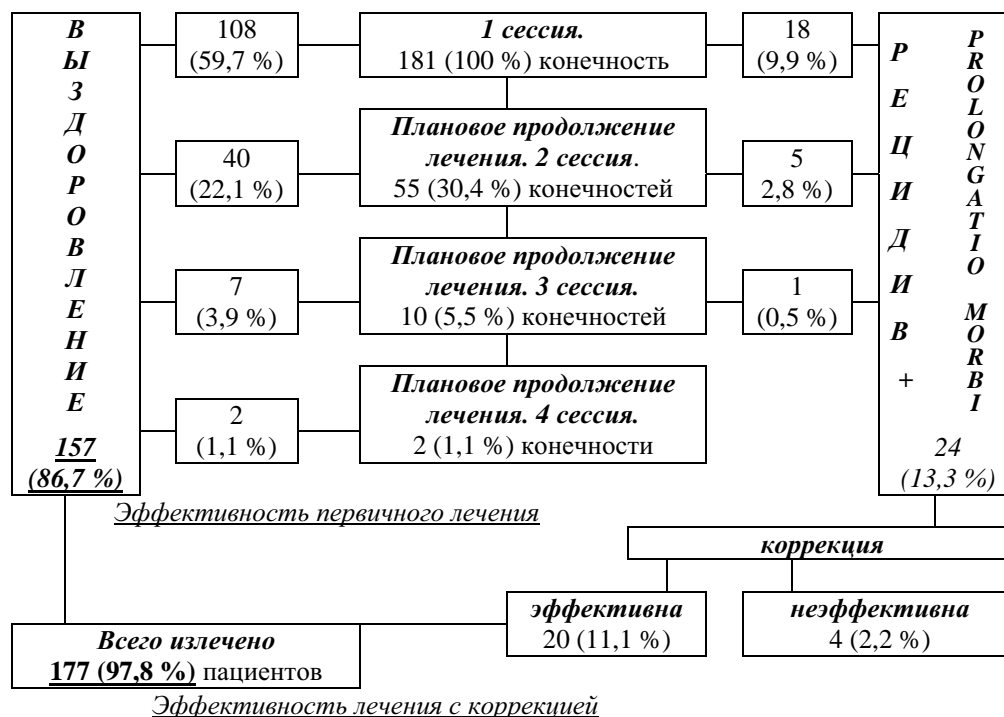 ВЫЗДОРОВЛЕНИЕ
157
(86,7 %)
108
(59,7 %)
1 сессия.
181 (100 %) конечность
18
(9,9 %)
40
(22,1 %)
Плановое продолжение
лечения. 2 сессия.
55 (30,4 %) конечностей
5
2,8 %)
7
(3,9 %)
Плановое продолжение
лечения. 3 сессия.
10 (5,5 %) конечностей
1
(0,5 %)
2
(1,1 %)
Плановое продолжение
лечения. 4 сессия.
2 (1,1 %) конечности
РЕЦИДИВ +
PROLONGATIO MORBI
24
(13,3 %)
Эффективность первичного лечения
коррекция
эффективна
20 (11,1 %)
неэффективна
4 (2,2 %)
Всего излечено
177 (97,8 %) пациентов
Эффективность лечения с коррекцией